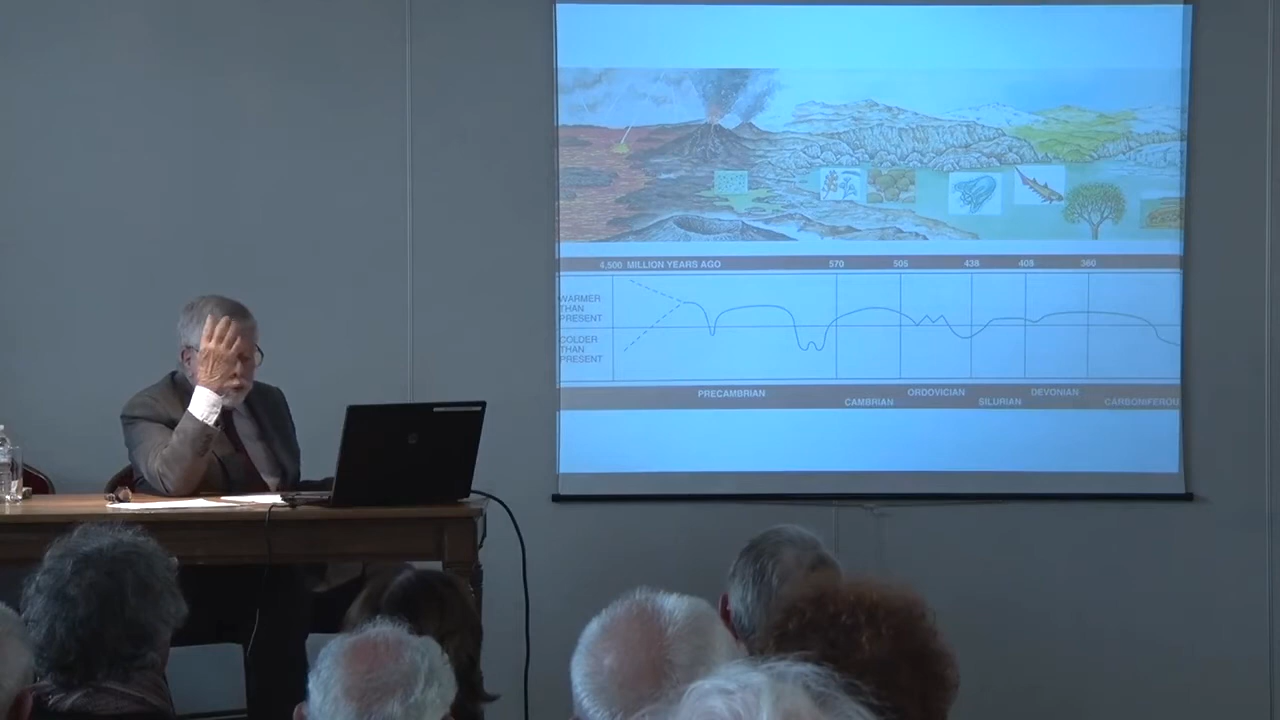 4,500 MILLION YEARS AGO 570 505 438 408 360
WARMER
THAN
PRESENT
COLDER
THAN
PRESENT
PRECAMBRIAN
CAMBRIAN
ORDOVICIAN
SILURIAN
DEVONIAN
CARBONIFEROU